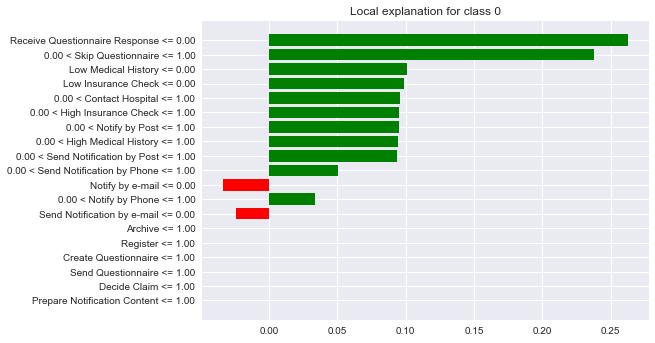 Local explanation for class 0
Receive Questionnaire Response <= 0.00
0.00 < Skip Questionnaire <= 1.00
Low Medical History <= 0.00
Low Insurance Check <= 0.00
0.00 < Contact Hospital <= 1.00
0.00 < High Insurance Check <= 1.00
0.00 < Notify by Post <= 1.00
0.00 < High Medical History <= 1.00
0.00 < Send Notification by Post <= 1.00
0.00 < Send Notification by Phone <= 1.00
Notify by e-mail <= 0.00
0.00 < Notify by Phone <= 1.00
Send Notification by e-mail <= 0.00
Archive <= 1.00
Register <= 1.00
Create Questionnaire <= 1.00
Send Questionnaire <= 1.00
Decide Claim <= 1.00
Prepare Notification Content <= 1.00
0.00 0.05 0.10 0.15 0.20 0.25